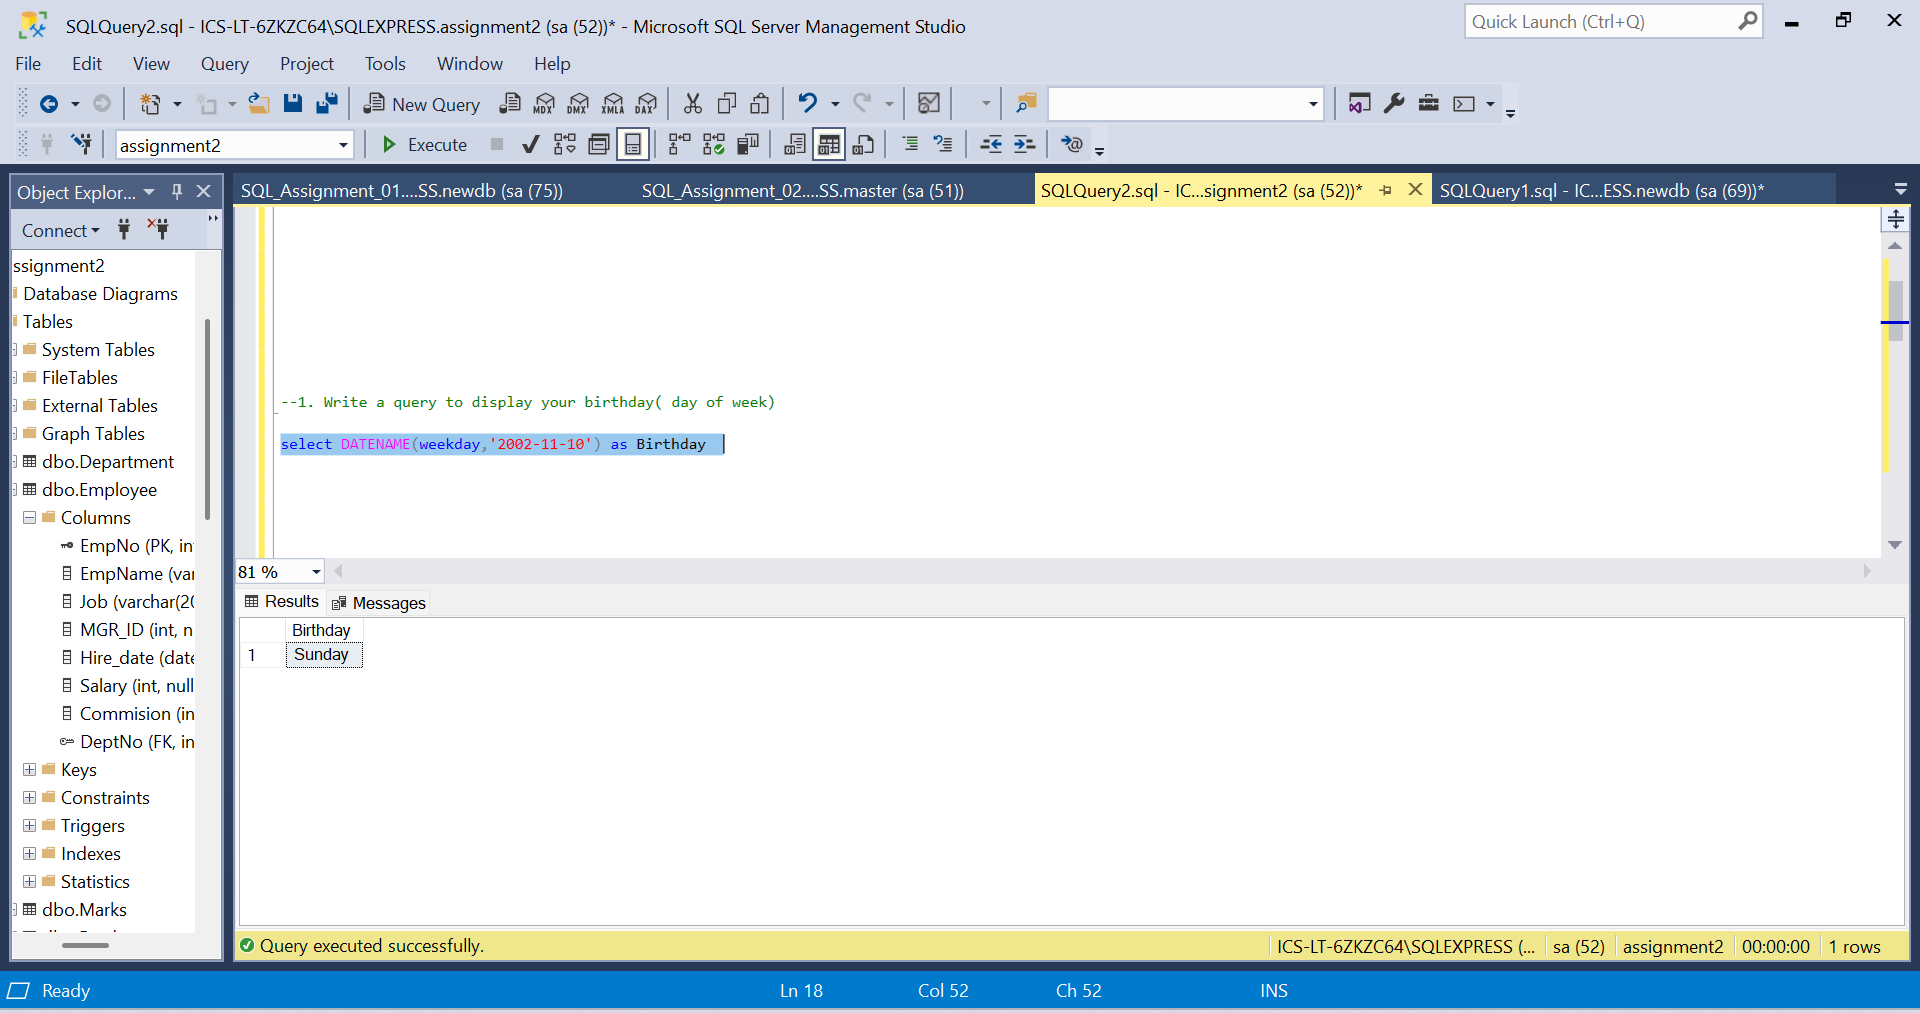 SQLQuery2.sql - ICS-LT-6ZKZC64\SQLEXPRESS.assignment2 (sa (52))* - Microsoft SQL Server Management Studio
Quick Launch (Ctrl+Q)
File Edit View Query Project Tools Window Help
New Query MDX DMX XMLA DAX
assignment2 Execute
Object Explor...
SQL_Assignment_01....SS.newdb (sa (75)) SQL_Assignment_02....SS.master (sa (51)) SQLQuery2.sql - IC...signment2 (sa (52))* SQLQuery1.sql - IC...ESS.newdb (sa (69))*
Connect
ssignment2
Database Diagrams
Tables
System Tables
FileTables
External Tables
Graph Tables
dbo.Department
dbo.Employee
Columns
EmpNo (PK, in
EmpName (var
Job (varchar(20
MGR_ID (int, n
Hire_date (date
Salary (int, null
Commision (in
DeptNo (FK, in
Keys
Constraints
Triggers
Indexes
Statistics
dbo.Marks
--1. Write a query to display your birthday( day of week)
select DATENAME(weekday,'2002-11-10') as Birthday
81 %
Results Messages
Birthday
1 Sunday
Query executed successfully.
ICS-LT-6ZKZC64\SQLEXPRESS (... sa (52) assignment2 00:00:00 1 rows
Ready Ln 18 Col 52 Ch 52 INS